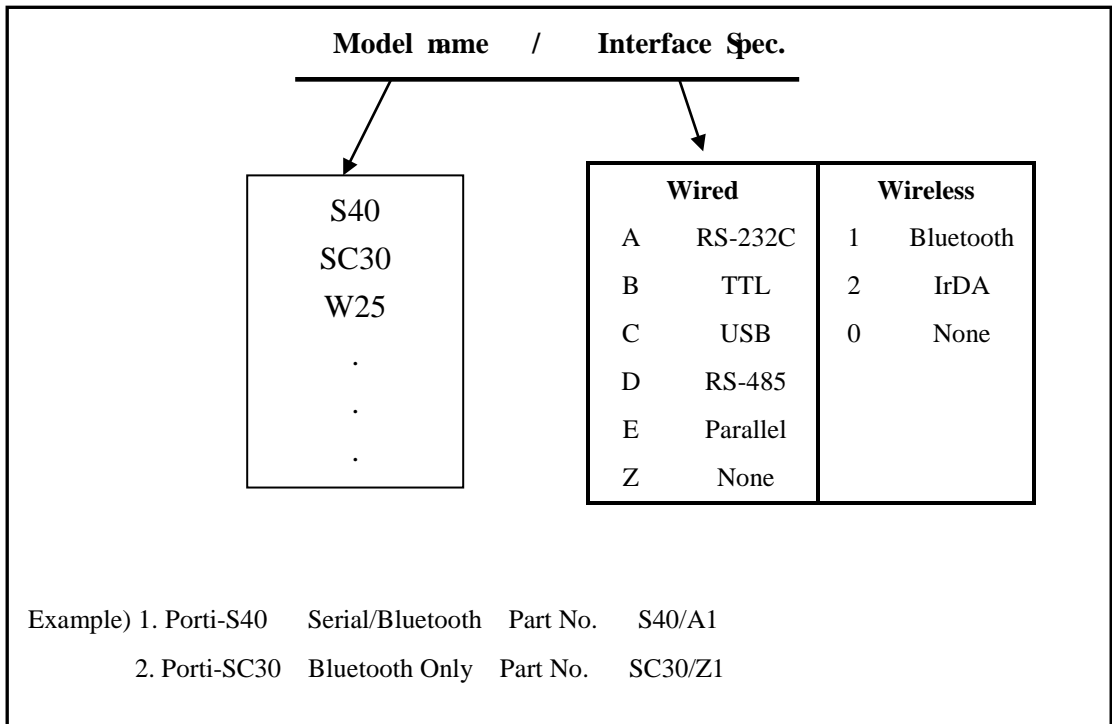 Model name / Interface Spec.
S40
SC30
W25
.
.
.
Wired Wireless
A RS-232C 1 Bluetooth
B TTL 2 IrDA
C USB 0 None
D RS-485
E Parallel
Z None
Example) 1. Porti-S40 Serial/Bluetooth Part No. S40/A1
2. Porti-SC30 Bluetooth Only Part No. SC30/Z1